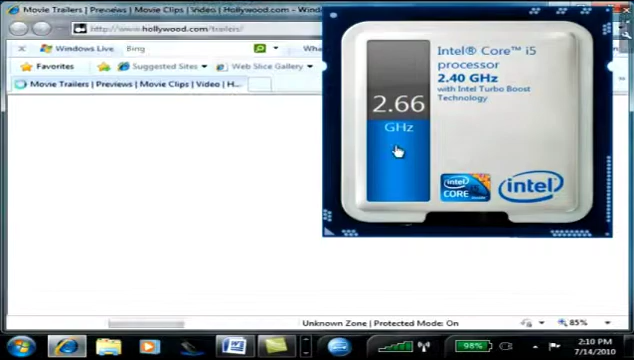 Movie Trailers | Previews | Movie Clips | Video | Hollywood.com - Wind
http://www.hollywood.com/trailers/
x Windows Live Bing Wha
Favorites Suggested Sites Web Slice Gallery
Movie Trailers | Previews | Movie Clips | Video | H...
Intel® Core™ i5
processor
2.40 GHz
with Intel Turbo Boost
Technology
2.66
GHz
intel
CORE i5
intel
Unknown Zone | Protected Mode: On
85%
98%
2:10 PM
7/14/2010